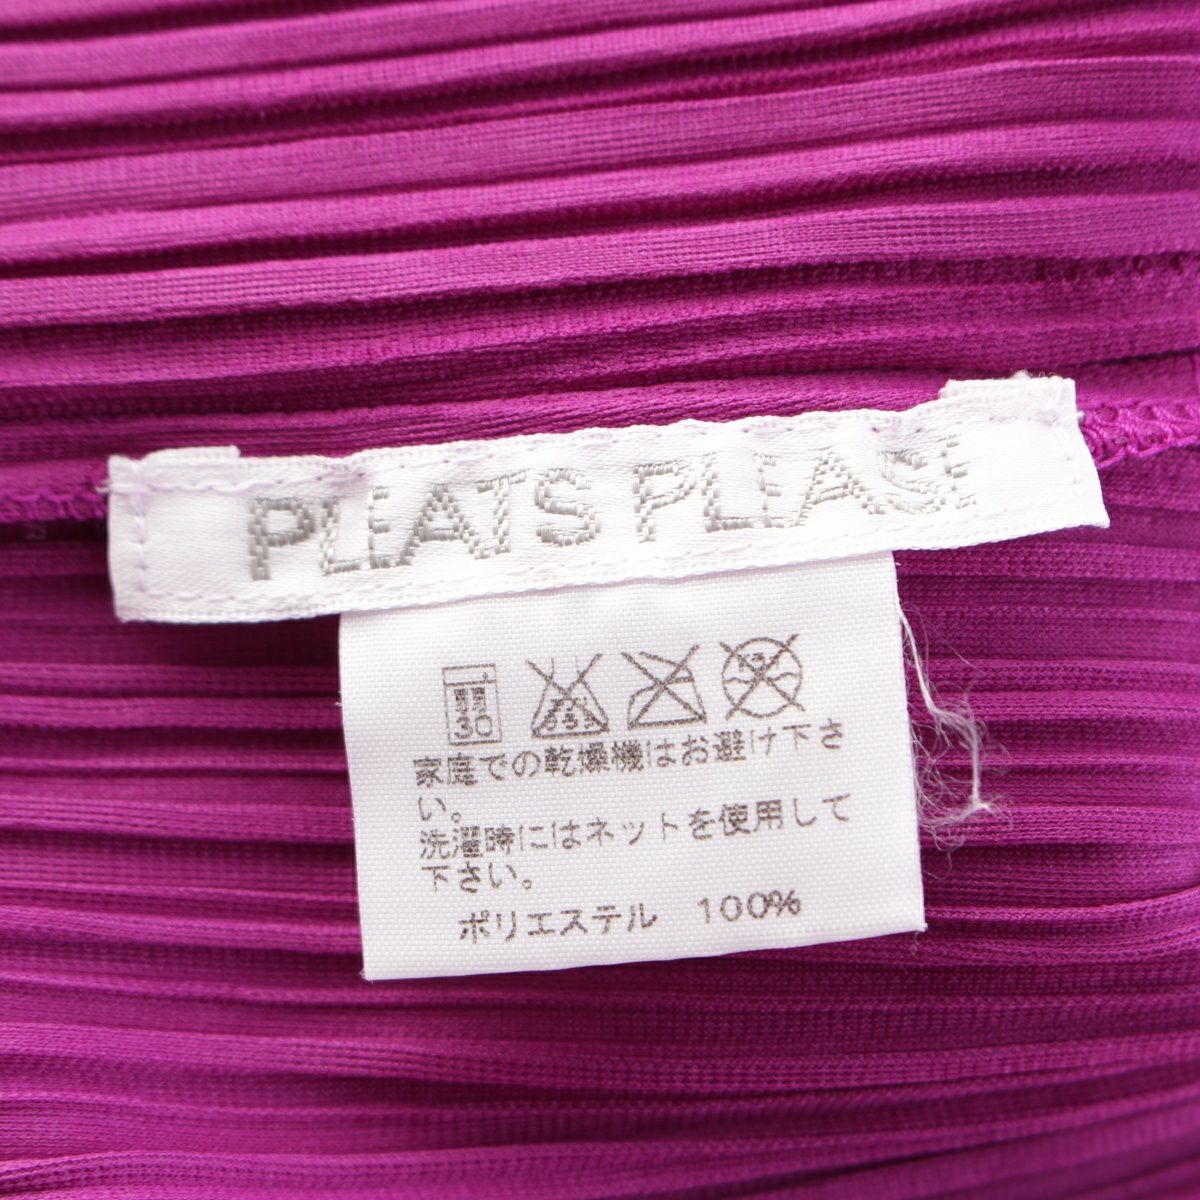 PLEATS PLEASE
30
家庭での乾燥機はお避け下さ
い。
洗濯時にはネットを使用して
下さい。
ポリエステル 100%